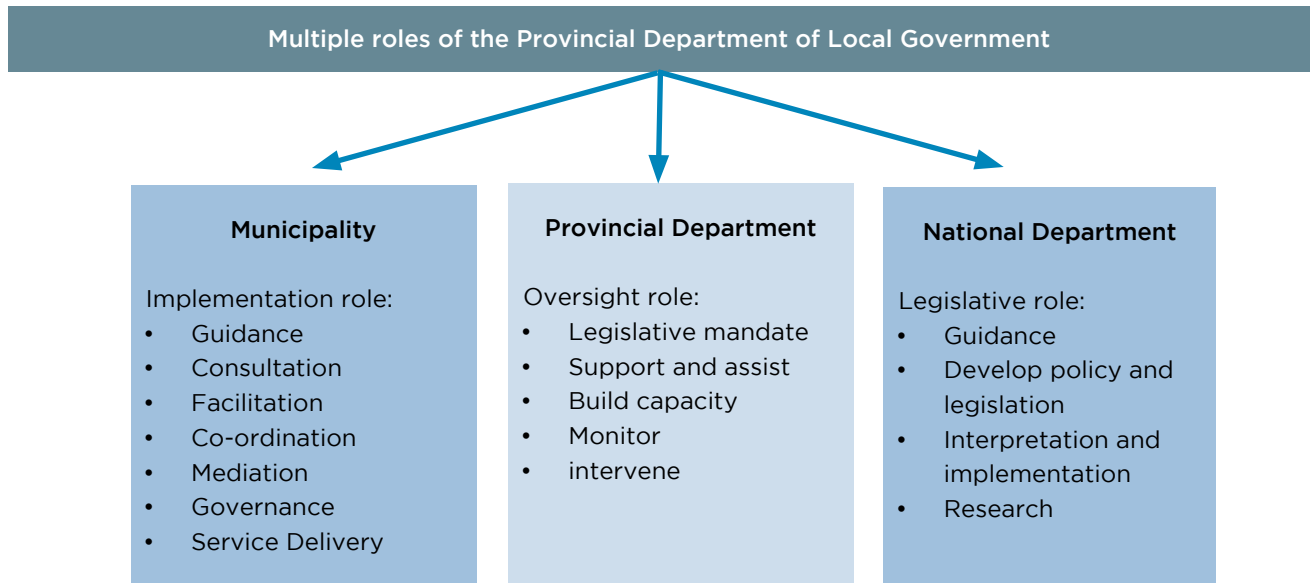 Multiple roles of the Provincial Department of Local Government
Municipality
Implementation role:
• Guidance
• Consultation
• Facilitation
• Co-ordination
• Mediation
• Governance
• Service Delivery
Provincial Department
Oversight role:
• Legislative mandate
• Support and assist
• Build capacity
• Monitor
• intervene
National Department
Legislative role:
• Guidance
• Develop policy and
legislation
• Interpretation and
implementation
• Research